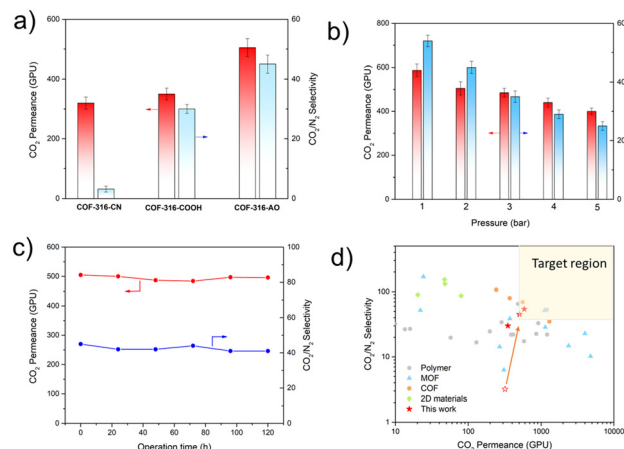 a)
CO₂ Permeance (GPU)
600
400
200
0
60
40
20
0
CO₂/N₂ Selectivity
COF-316-CN
COF-316-COOH
COF-316-AO
b)
CO₂ Permeance (GPU)
800
600
400
200
0
60
40
20
0
1
2
3
4
5
Pressure (bar)
c)
CO₂ Permeance (GPU)
600
500
400
300
200
100
0
100
80
60
40
20
0
CO₂/N₂ Selectivity
0
20
40
60
80
100
120
Operation time (h)
d)
CO₂/N₂ Selectivity
1000
100
10
1
Target region
Polymer
MOF
COF
2D materials
This work
10
100
1000
10000
CO₂ Permeance (GPU)